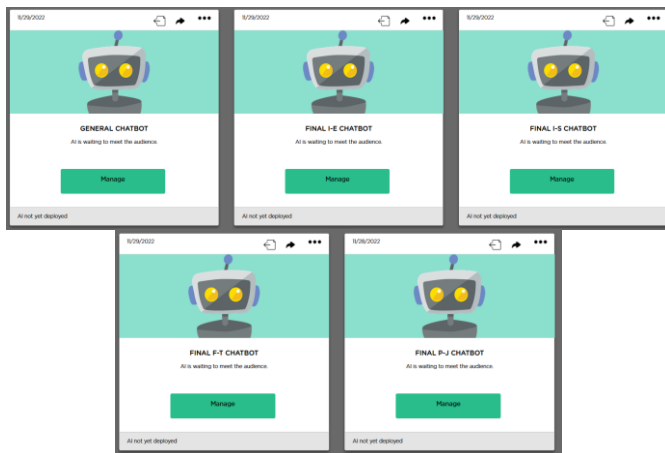 11/29/2022
GENERAL CHATBOT
AI is waiting to meet the audience.
Manage
AI not yet deployed
11/29/2022
FINAL I-E CHATBOT
AI is waiting to meet the audience.
Manage
AI not yet deployed
11/29/2022
FINAL I-S CHATBOT
AI is waiting to meet the audience.
Manage
AI not yet deployed
11/29/2022
FINAL F-T CHATBOT
AI is waiting to meet the audience.
Manage
AI not yet deployed
11/28/2022
FINAL P-J CHATBOT
AI is waiting to meet the audience.
Manage
AI not yet deployed